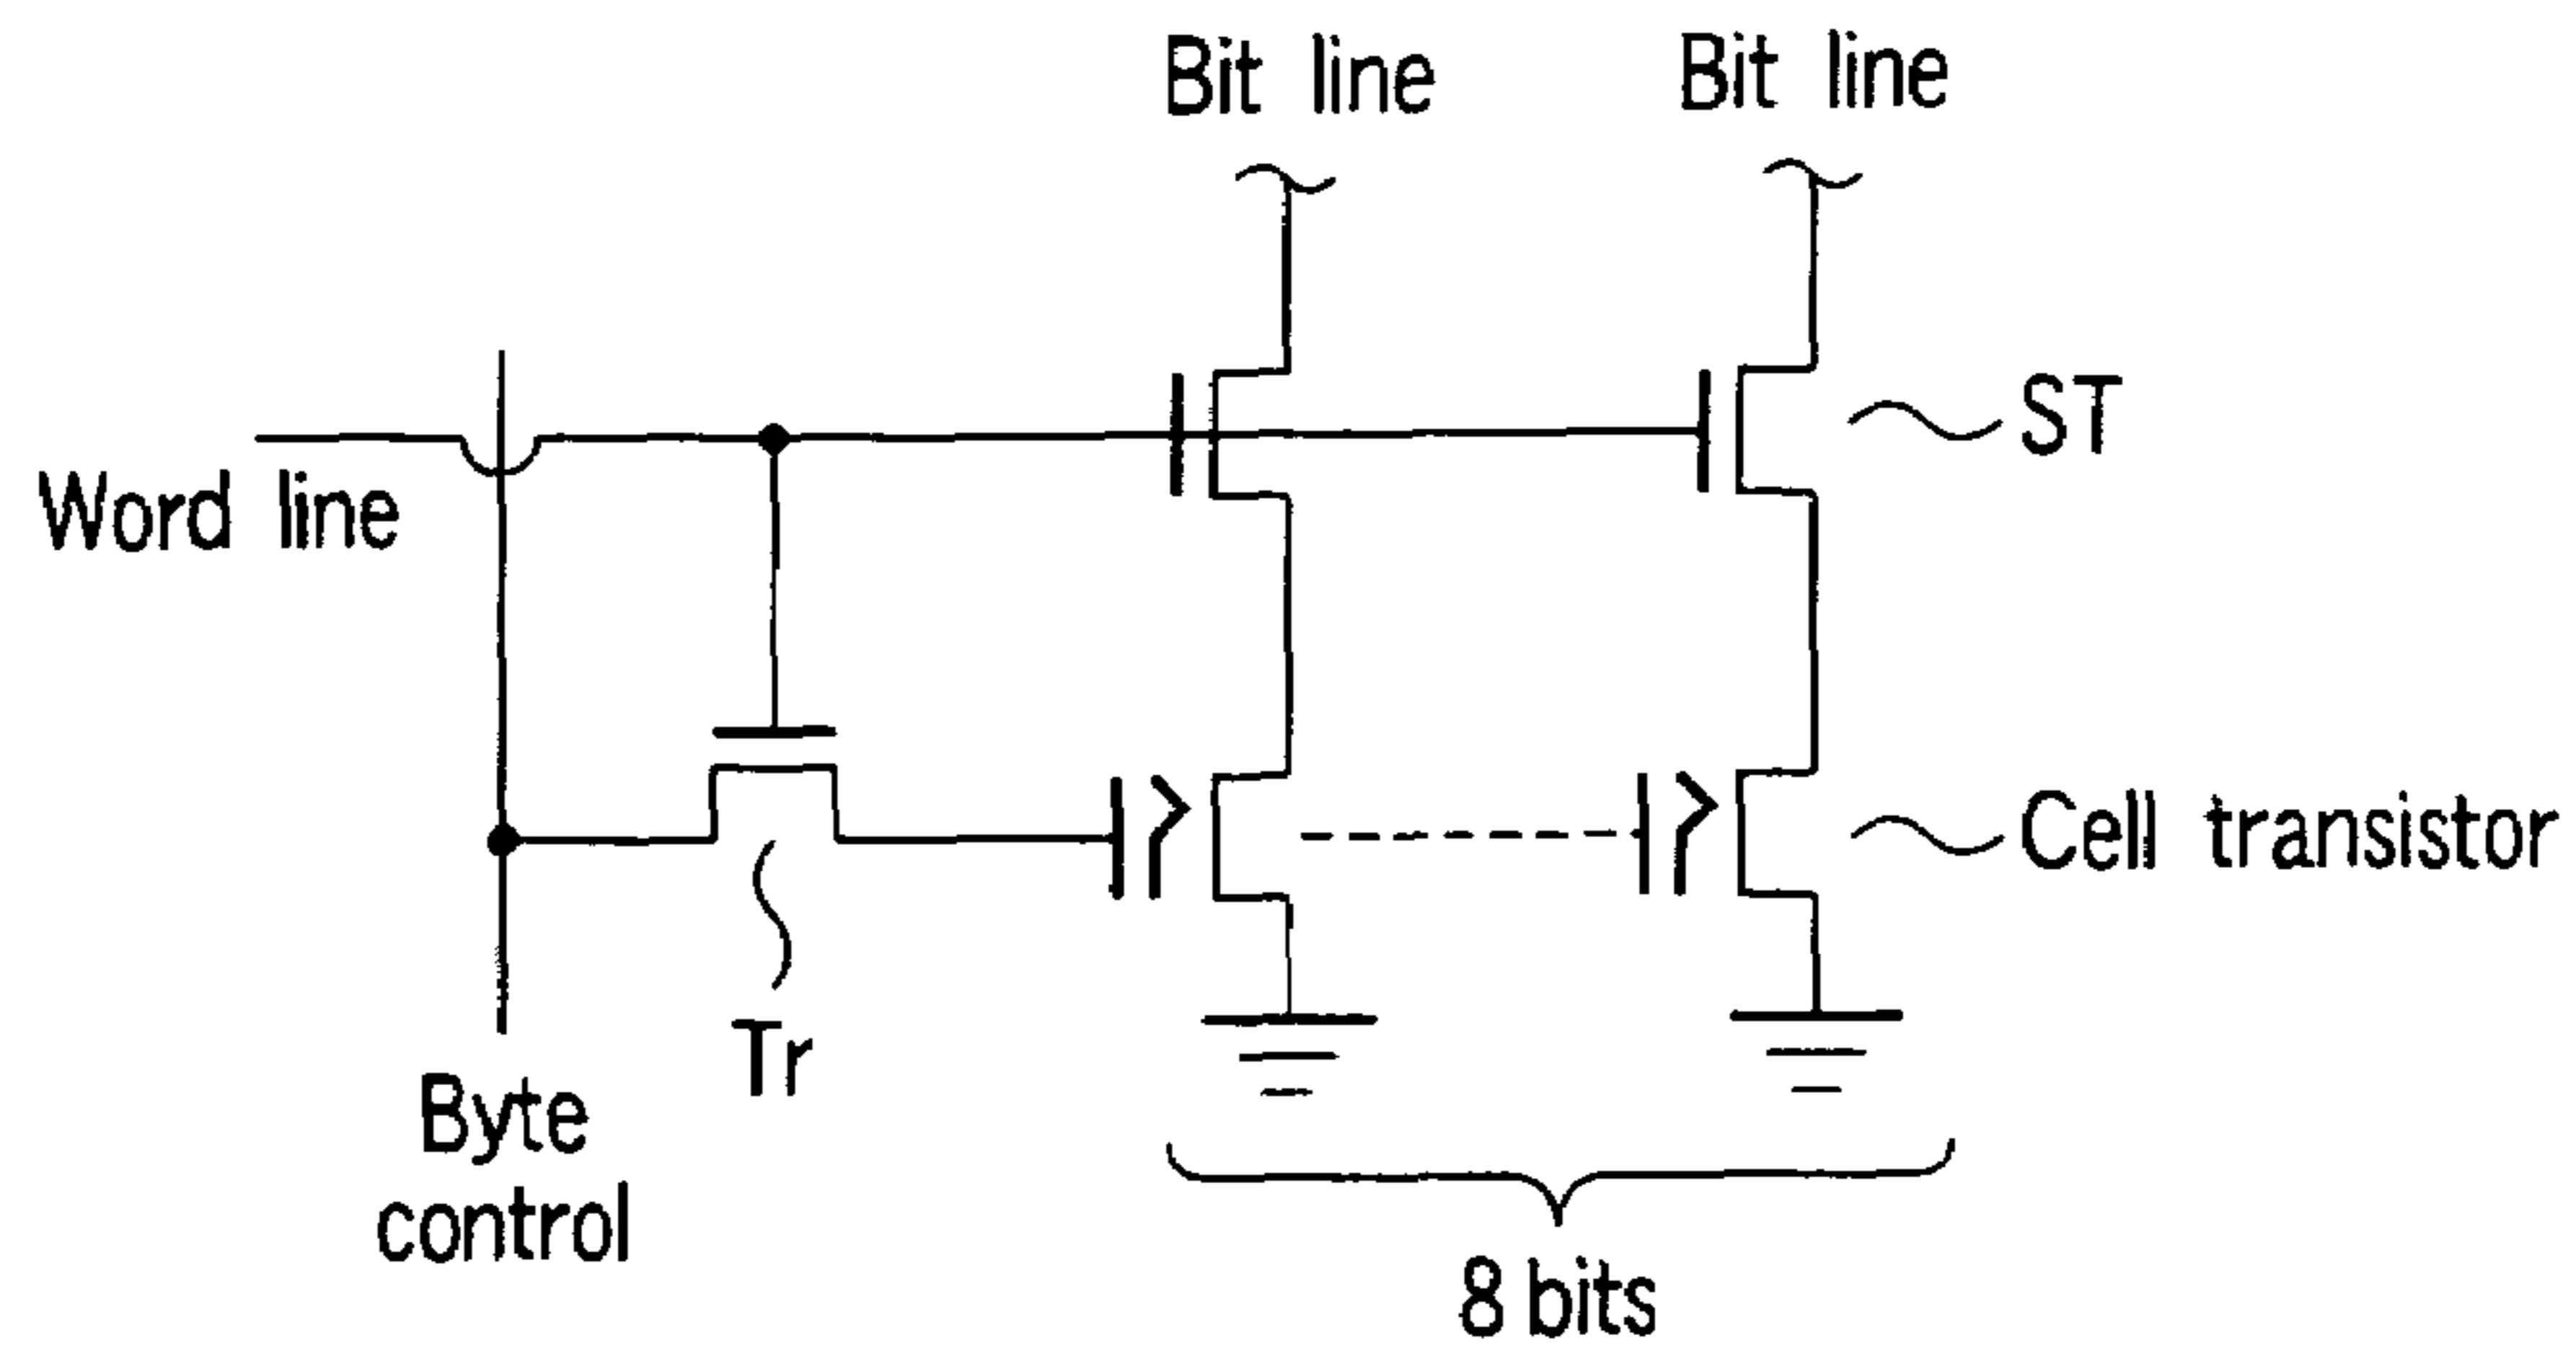 Bit line
Bit line
ST
Word line
Cell transistor
Tr
Byte
control
8 bits